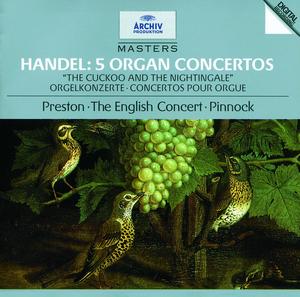 ARCHIV
PRODUKTION
DIGITAL
MASTERS
HANDEL: 5 ORGAN CONCERTOS
"THE CUCKOO AND THE NIGHTINGALE"
ORGELKONZERTE · CONCERTOS POUR ORGUE
Preston · The English Concert · Pinnock